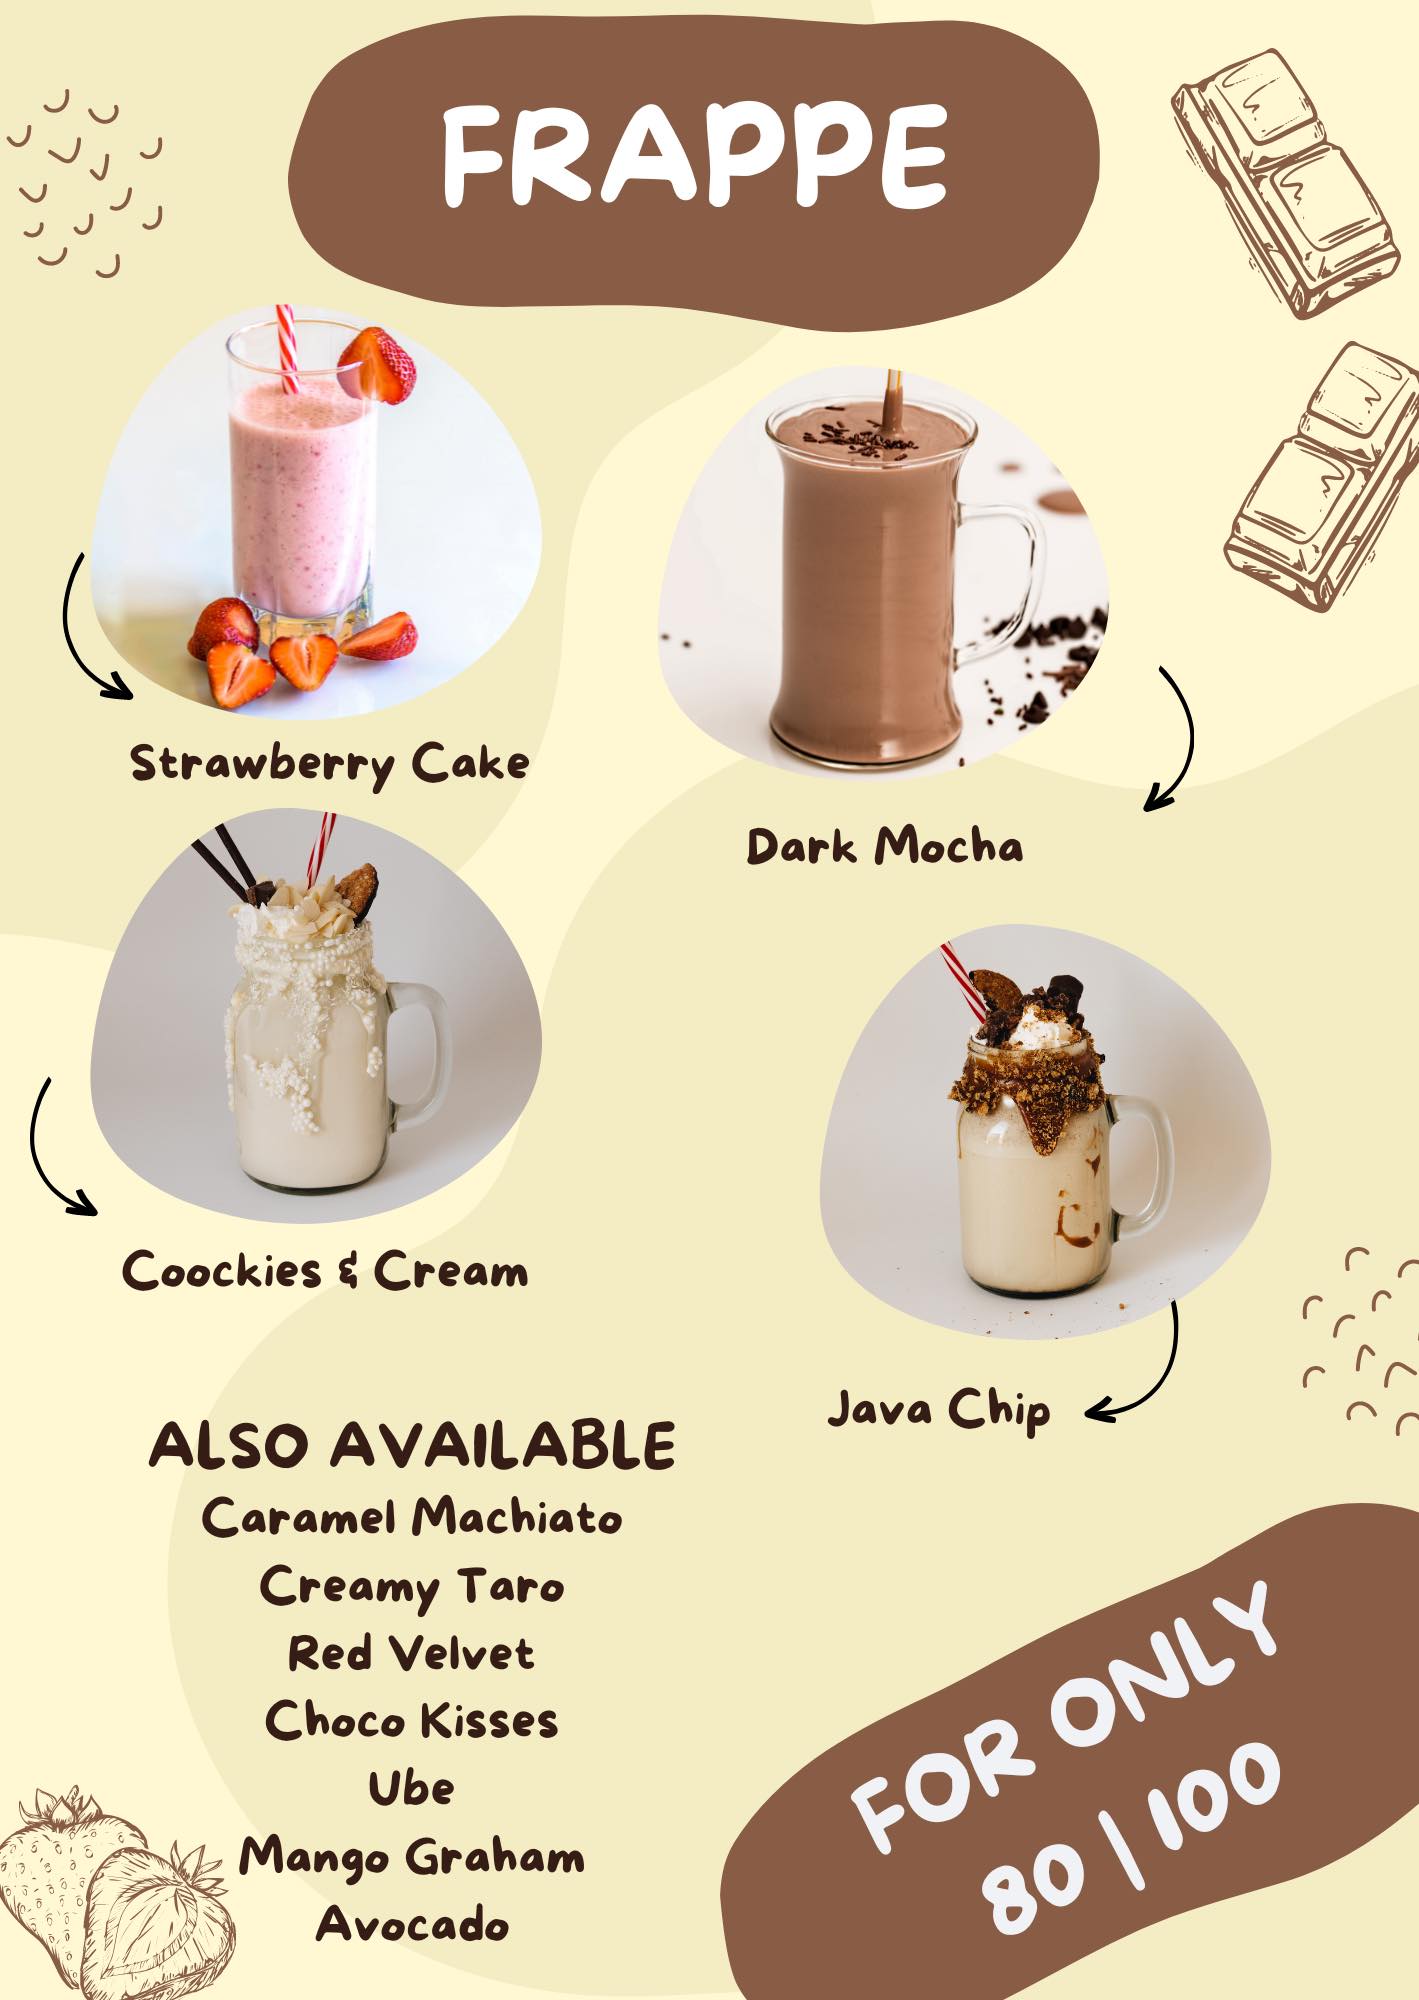 FRAPPE
Strawberry Cake
Dark Mocha
Coockies & Cream
Java Chip
ALSO AVAILABLE
Caramel Machiato
Creamy Taro
Red Velvet
Choco Kisses
Ube
Mango Graham
Avocado
FOR ONLY
80 | 100